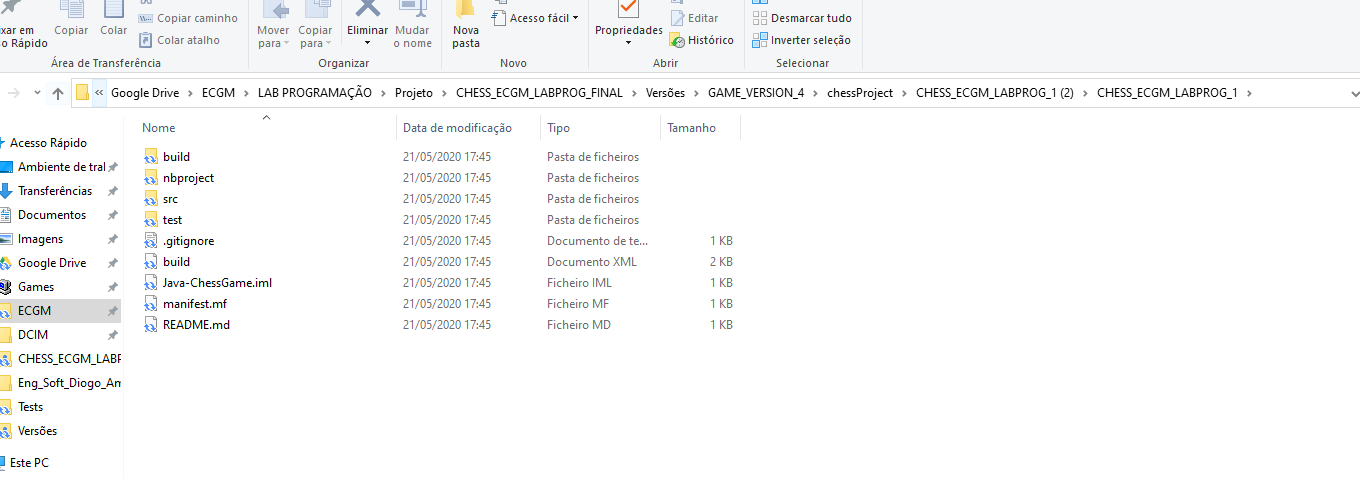 xar em
o Rápido
Copiar
Colar
Copiar caminho
Colar atalho
Mover
para
Copiar
para
Eliminar
Mudar
o nome
Nova
pasta
Acesso fácil
Propriedades
Editar
Histórico
Desmarcar tudo
Inverter seleção
Área de Transferência
Organizar
Novo
Abrir
Selecionar
« Google Drive > ECGM > LAB PROGRAMAÇÃO > Projeto > CHESS_ECGM_LABPROG_FINAL > Versões > GAME_VERSION_4 > chessProject > CHESS_ECGM_LABPROG_1 (2) > CHESS_ECGM_LABPROG_1 >
Acesso Rápido
Ambiente de tral
Transferências
Documentos
Imagens
Google Drive
Games
ECGM
DCIM
CHESS_ECGM_LABF
Eng_Soft_Diogo_Am
Tests
Versões
Este PC
Nome Data de modificação Tipo Tamanho
build 21/05/2020 17:45 Pasta de ficheiros
nbproject 21/05/2020 17:45 Pasta de ficheiros
src 21/05/2020 17:45 Pasta de ficheiros
test 21/05/2020 17:45 Pasta de ficheiros
.gitignore 21/05/2020 17:45 Documento de te... 1 KB
build 21/05/2020 17:45 Documento XML 2 KB
Java-ChessGame.iml 21/05/2020 17:45 Ficheiro IML 1 KB
manifest.mf 21/05/2020 17:45 Ficheiro MF 1 KB
README.md 21/05/2020 17:45 Ficheiro MD 1 KB